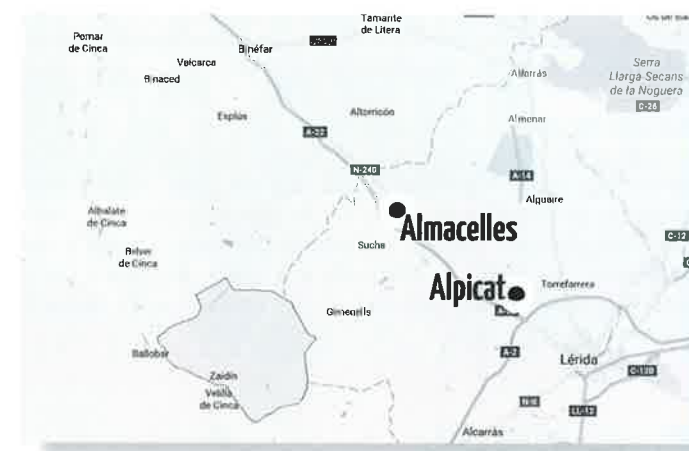 Tamarite
de Litera
Pomar
de Cinca
Binéfar
Valcarca
Binaced
Serra
Llarga-Secans
de la Noguera
C-26
Alfarràs
Esplús
Altorricón
Almenar
A-22
N-240
A-14
Alguaire
Albalate
de Cinca
Almacelles
C-12
Suchs
Belver
de Cinca
Alpicat
Torrefarrera
Gimenells
Ballobar
A-2
Lérida
Zaidín
C-13D
Velilla
de Cinca
N-II
LL-12
Alcarràs